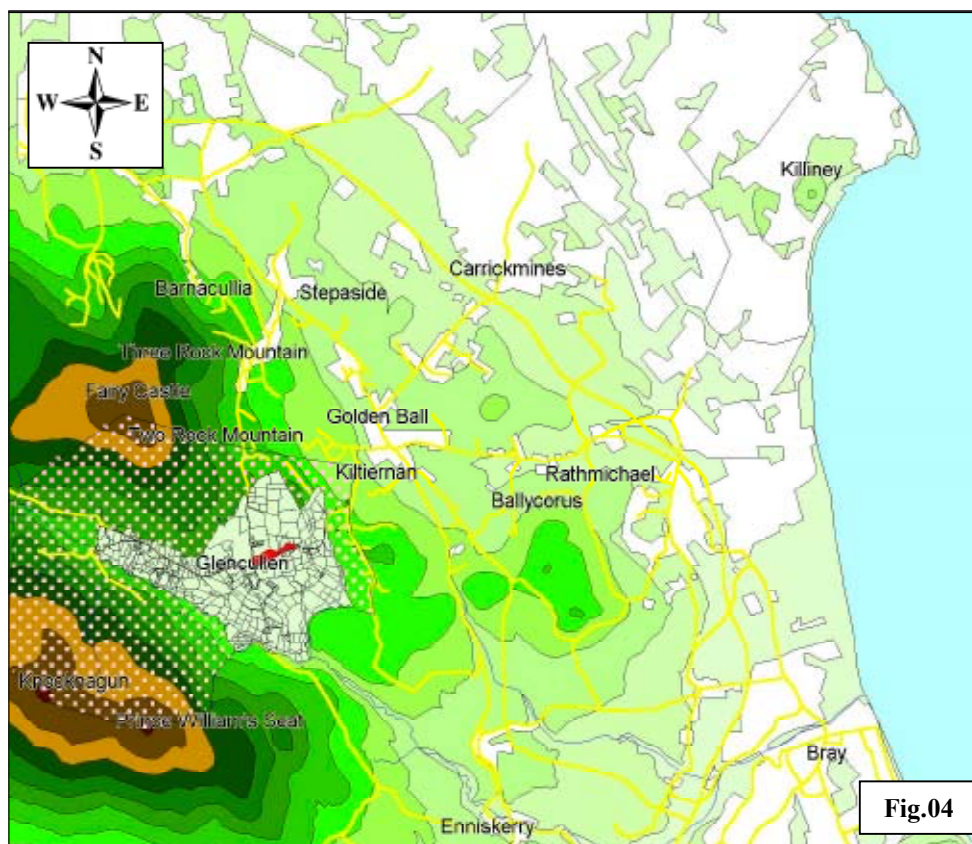 N
W E
S
Killiney
Carrickmines
Barnacullia
Stepaside
Three Rock Mountain
Fairy Castle
Golden Ball
Two Rock Mountain
Kiltiernan
Rathmichael
Ballycorus
Glencullen
Knocknagun
Prince William's Seat
Bray
Enniskerry
Fig.04